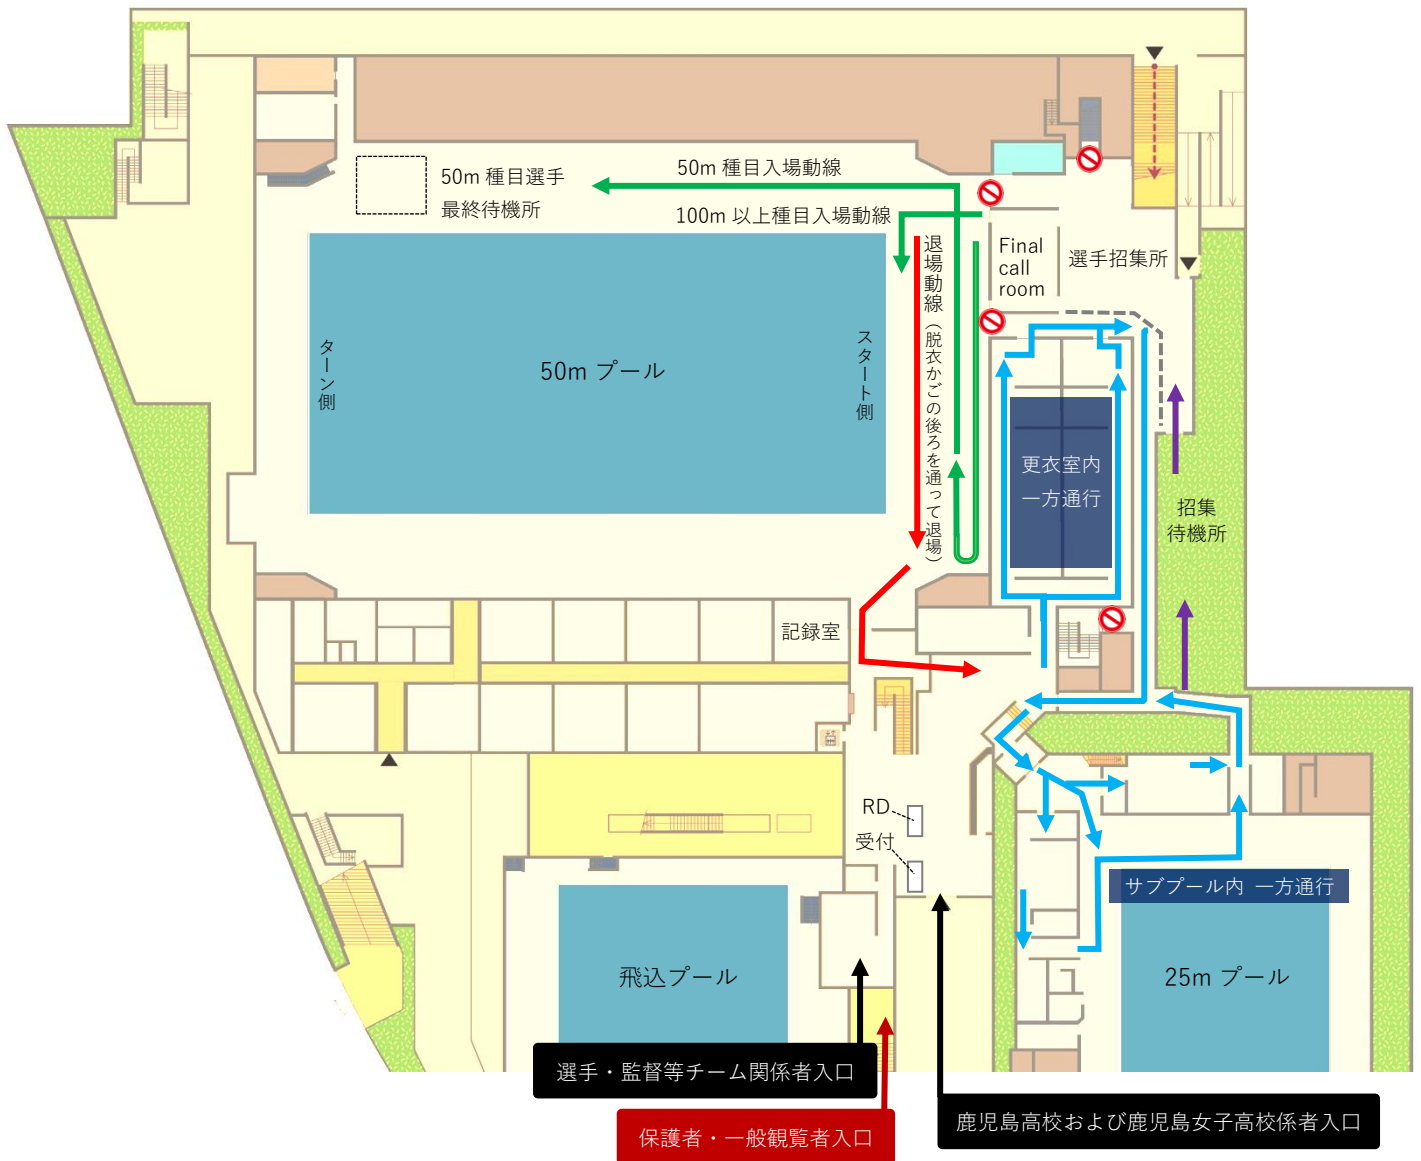 50m 種目選手
最終待機所
50m 種目入場動線
100m 以上種目入場動線
Final
call
room
選手招集所
退場動線（脱衣かごの後ろを通って退場）
ターン側
50m プール
スタート側
更衣室内
一方通行
招集
待機所
記録室
RD
受付
サブプール内 一方通行
飛込プール
25m プール
選手・監督等チーム関係者入口
保護者・一般観覧者入口
鹿児島高校および鹿児島女子高校係者入口